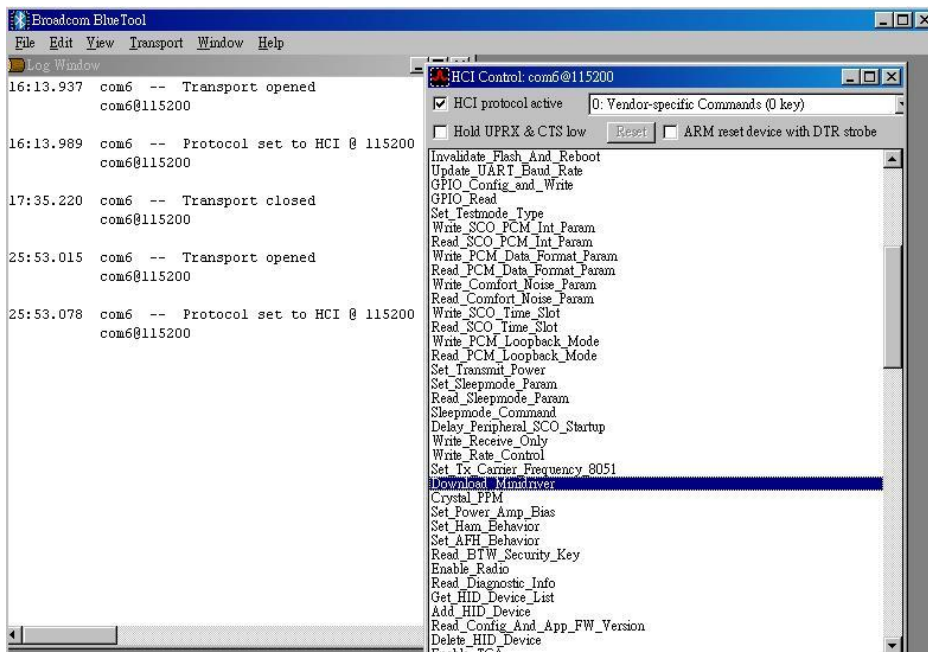 Broadcom BlueTool
File Edit View Transport Window Help
Log Window
16:13.937 com6 -- Transport opened
com6@115200
16:13.989 com6 -- Protocol set to HCI @ 115200
com6@115200
17:35.220 com6 -- Transport closed
com6@115200
25:53.015 com6 -- Transport opened
com6@115200
25:53.078 com6 -- Protocol set to HCI @ 115200
com6@115200
HCI Control: com6@115200
HCI protocol active 0: Vendor-specific Commands (0 key)
Hold UPRX & CTS low Reset ARM reset device with DTR strobe
Invalidate_Flash_And_Reboot
Update_UART_Baud_Rate
GPIO_Config_and_Write
GPIO_Read
Set_Testmode_Type
Write_SCO_PCM_Int_Param
Read_SCO_PCM_Int_Param
Write_PCM_Data_Format_Param
Read_PCM_Data_Format_Param
Write_Comfort_Noise_Param
Read_Comfort_Noise_Param
Write_SCO_Time_Slot
Read_SCO_Time_Slot
Write_PCM_Loopback_Mode
Read_PCM_Loopback_Mode
Set_Transmit_Power
Set_Sleepmode_Param
Read_Sleepmode_Param
Sleepmode_Command
Delay_Peripheral_SCO_Startup
Write_Receive_Only
Write_Rate_Control
Set_Tx_Carrier_Frequency_8051
Download_Minidriver
Crystal_PPM
Set_Power_Amp_Bias
Set_Ham_Behavior
Set_AFH_Behavior
Read_BTW_Security_Key
Enable_Radio
Read_Diagnostic_Info
Get_HID_Device_List
Add_HID_Device
Read_Config_And_App_FW_Version
Delete_HID_Device